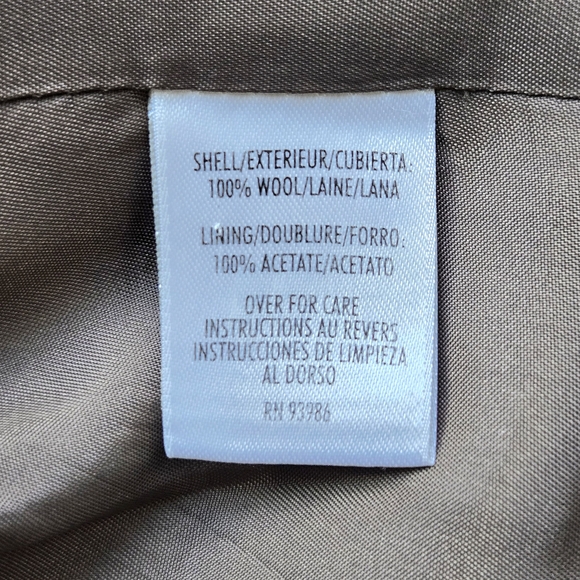 SHELL/EXTERIEUR/CUBIERTA:
100% WOOL/LAINE/LANA
LINING/DOUBLURE/FORRO:
100% ACETATE/ACETATO
OVER FOR CARE
INSTRUCTIONS AU REVERS
INSTRUCCIONES DE LIMPIEZA
AL DORSO
RN 93986